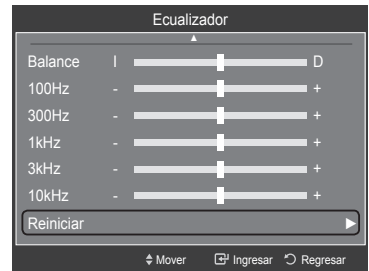 Ecualizador
Balance I D
100Hz - +
300Hz - +
1kHz - +
3kHz - +
10kHz - +
Reiniciar
Mover Ingresar Regresar